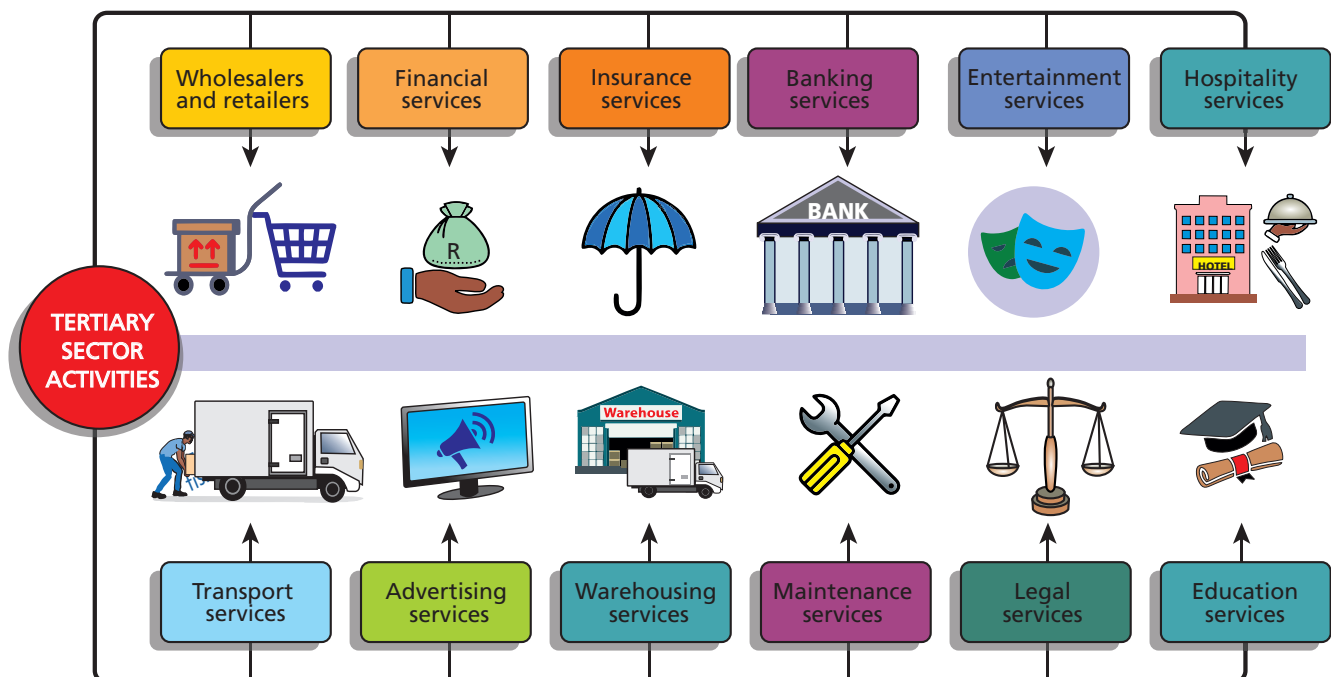 Wholesalers
and retailers
Financial
services
Insurance
services
Banking
services
Entertainment
services
Hospitality
services
R
BANK
HOTEL
TERTIARY
SECTOR
ACTIVITIES
Warehouse
Transport
services
Advertising
services
Warehousing
services
Maintenance
services
Legal
services
Education
services